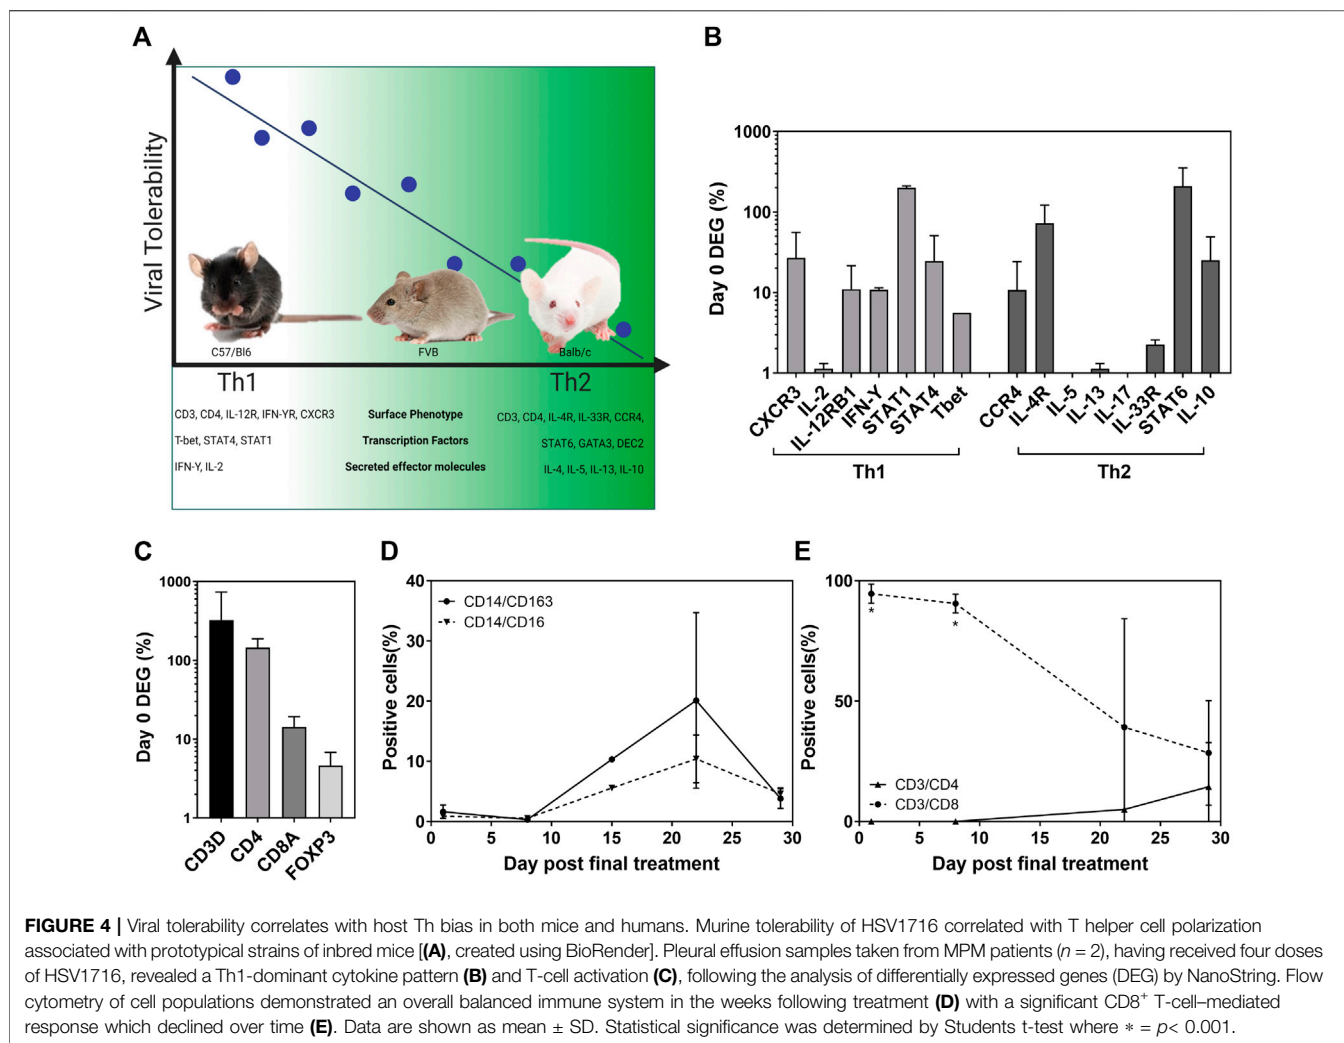 A
Viral Tolerability
C57/Bl6
FVB
Balb/c
Th1
Th2
CD3, CD4, IL-12R, IFN-YR, CXCR3
Surface Phenotype
CD3, CD4, IL-4R, IL-33R, CCR4,
T-bet, STAT4, STAT1
Transcription Factors
STAT6, GATA3, DEC2
IFN-Y, IL-2
Secreted effector molecules
IL-4, IL-5, IL-13, IL-10
B
Day 0 DEG (%)
1000
100
10
1
CXCR3
IL-2
IL-12RB1
IFN-Y
STAT1
STAT4
Tbet
CCR4
IL-4R
IL-5
IL-13
IL-17
IL-33R
STAT6
IL-10
Th1
Th2
C
Day 0 DEG (%)
1000
100
10
1
CD3D
CD4
CD8A
FOXP3
D
Positive cells(%)
40
30
20
10
0
CD14/CD163
CD14/CD16
0 5 10 15 20 25 30
Day post final treatment
E
Positive cells(%)
100
50
0
*
*
CD3/CD4
CD3/CD8
0 5 10 15 20 25 30
Day post final treatment
FIGURE 4 | Viral tolerability correlates with host Th bias in both mice and humans. Murine tolerability of HSV1716 correlated with T helper cell polarization
associated with prototypical strains of inbred mice [(A), created using BioRender]. Pleural effusion samples taken from MPM patients (n = 2), having received four doses
of HSV1716, revealed a Th1-dominant cytokine pattern (B) and T-cell activation (C), following the analysis of differentially expressed genes (DEG) by NanoString. Flow
cytometry of cell populations demonstrated an overall balanced immune system in the weeks following treatment (D) with a significant CD8+ T-cell–mediated
response which declined over time (E). Data are shown as mean ± SD. Statistical significance was determined by Students t-test where * = p< 0.001.